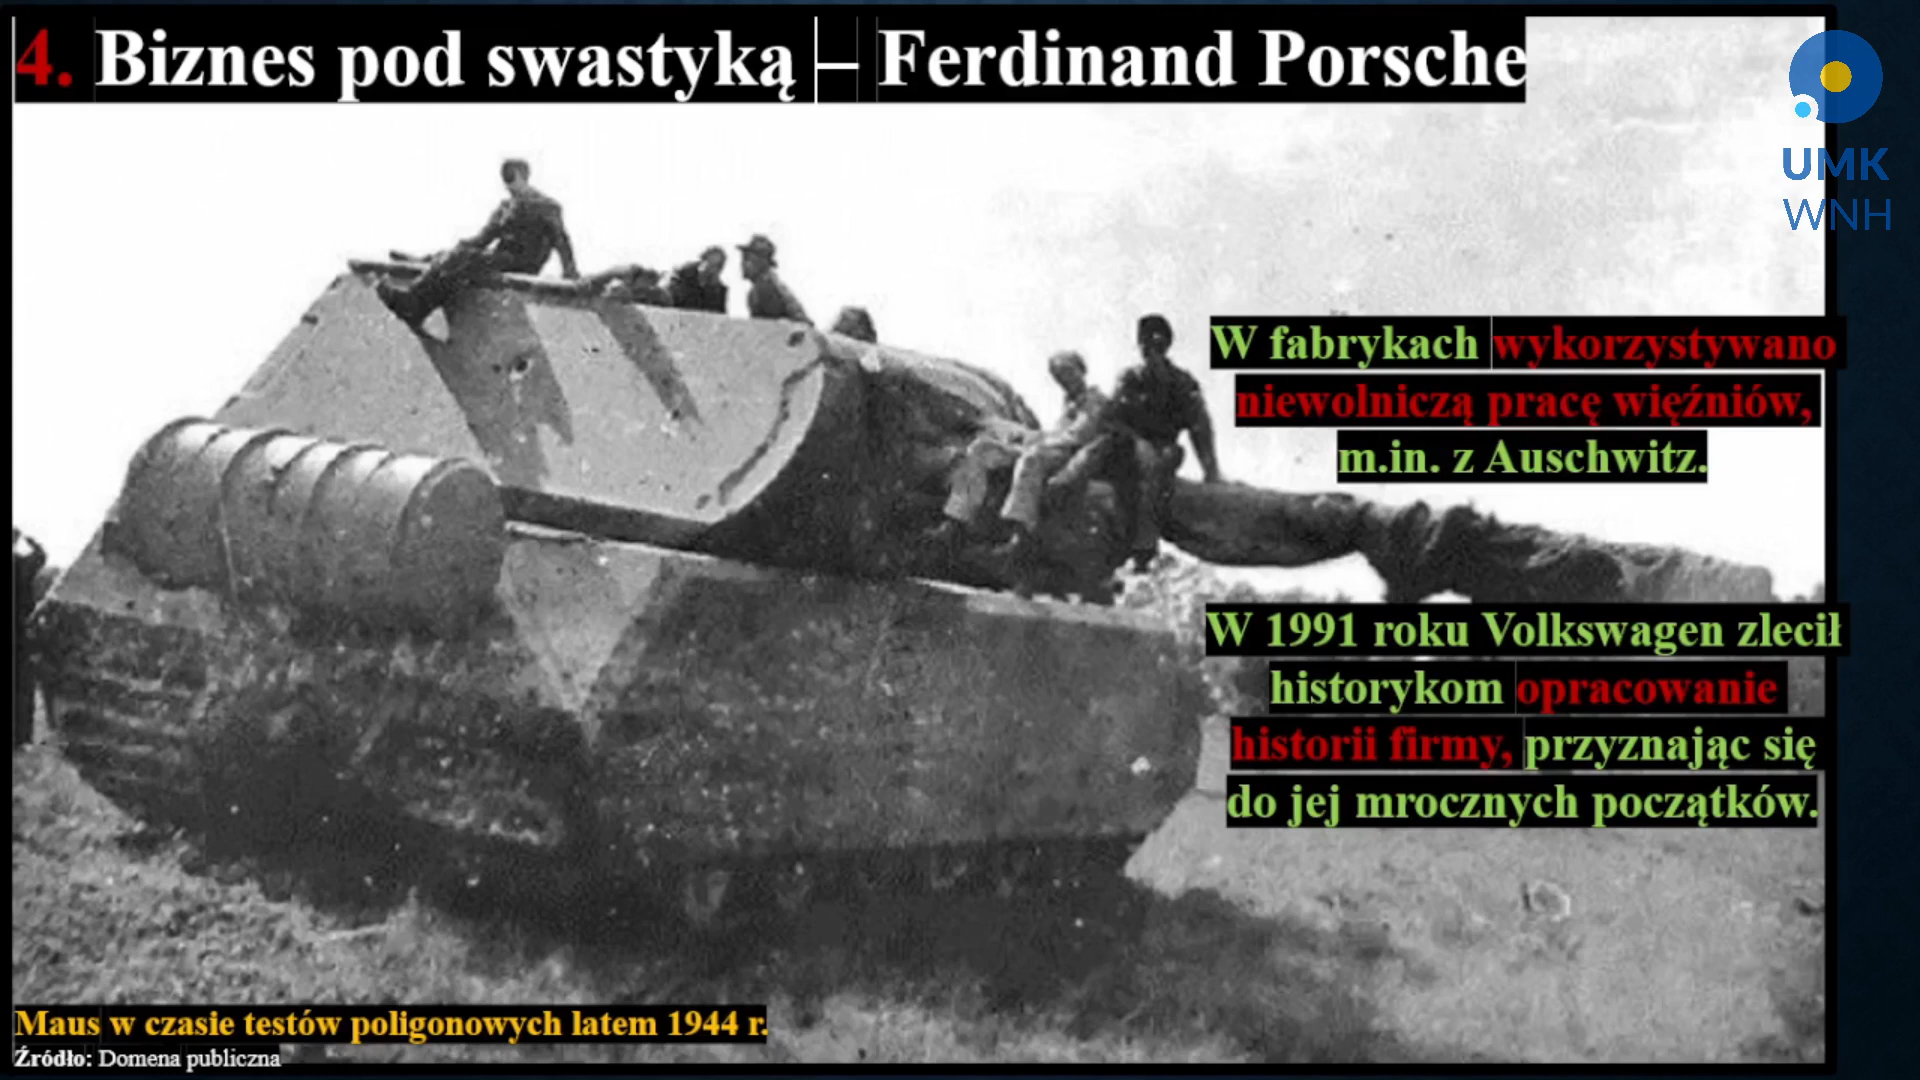 4. Biznes pod swastyką – Ferdinand Porsche
UMK
WNH
W fabrykach wykorzystywano
niewolniczą pracę więźniów,
m.in. z Auschwitz.
W 1991 roku Volkswagen zlecił
historykom opracowanie
historii firmy, przyznając się
do jej mrocznych początków.
Maus w czasie testów poligonowych latem 1944 r.
Źródło: Domena publiczna